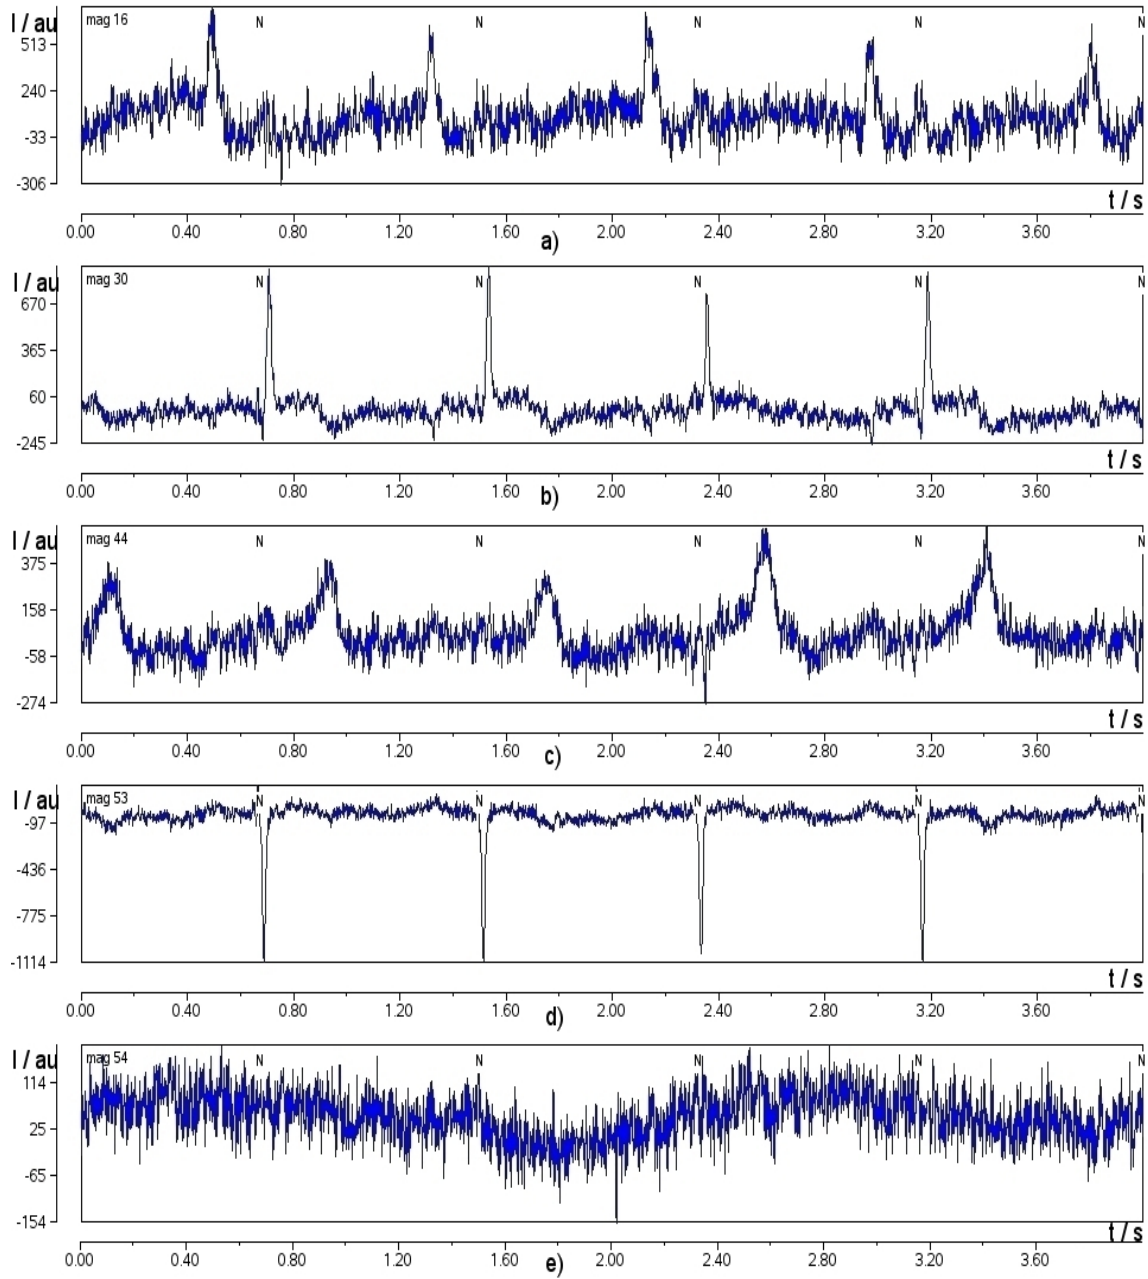 I / au
mag 16 N N N N N
513
240
-33
-306
t / s
0.00 0.40 0.80 1.20 1.60 2.00 2.40 2.80 3.20 3.60
a)
I / au
mag 30 N N N N N
670
365
60
-245
t / s
0.00 0.40 0.80 1.20 1.60 2.00 2.40 2.80 3.20 3.60
b)
I / au
mag 44 N N N N N
375
158
-58
-274
t / s
0.00 0.40 0.80 1.20 1.60 2.00 2.40 2.80 3.20 3.60
c)
I / au
mag 53 N N N N N
-97
-436
-775
-1114
t / s
0.00 0.40 0.80 1.20 1.60 2.00 2.40 2.80 3.20 3.60
d)
I / au
mag 54 N N N N N
114
25
-65
-154
t / s
0.00 0.40 0.80 1.20 1.60 2.00 2.40 2.80 3.20 3.60
e)